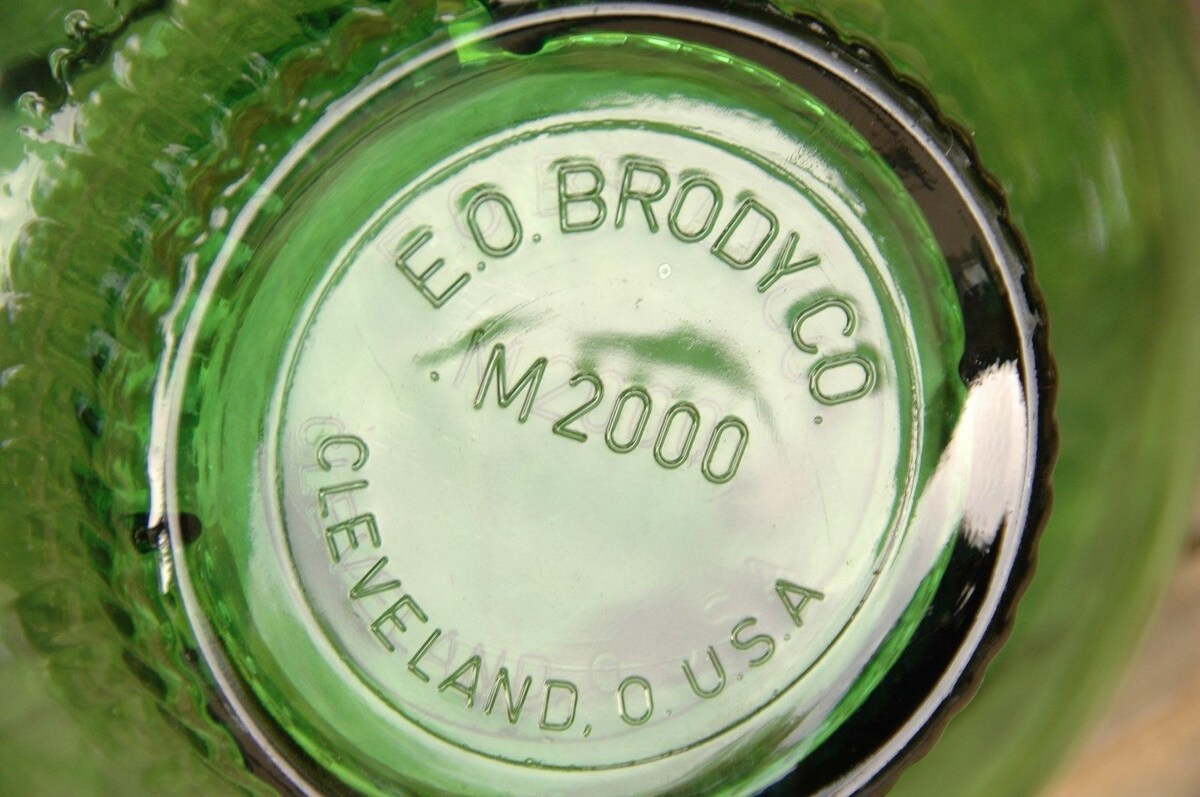 E.O. BRODY CO.
M2000
CLEVELAND, O. U.S.A